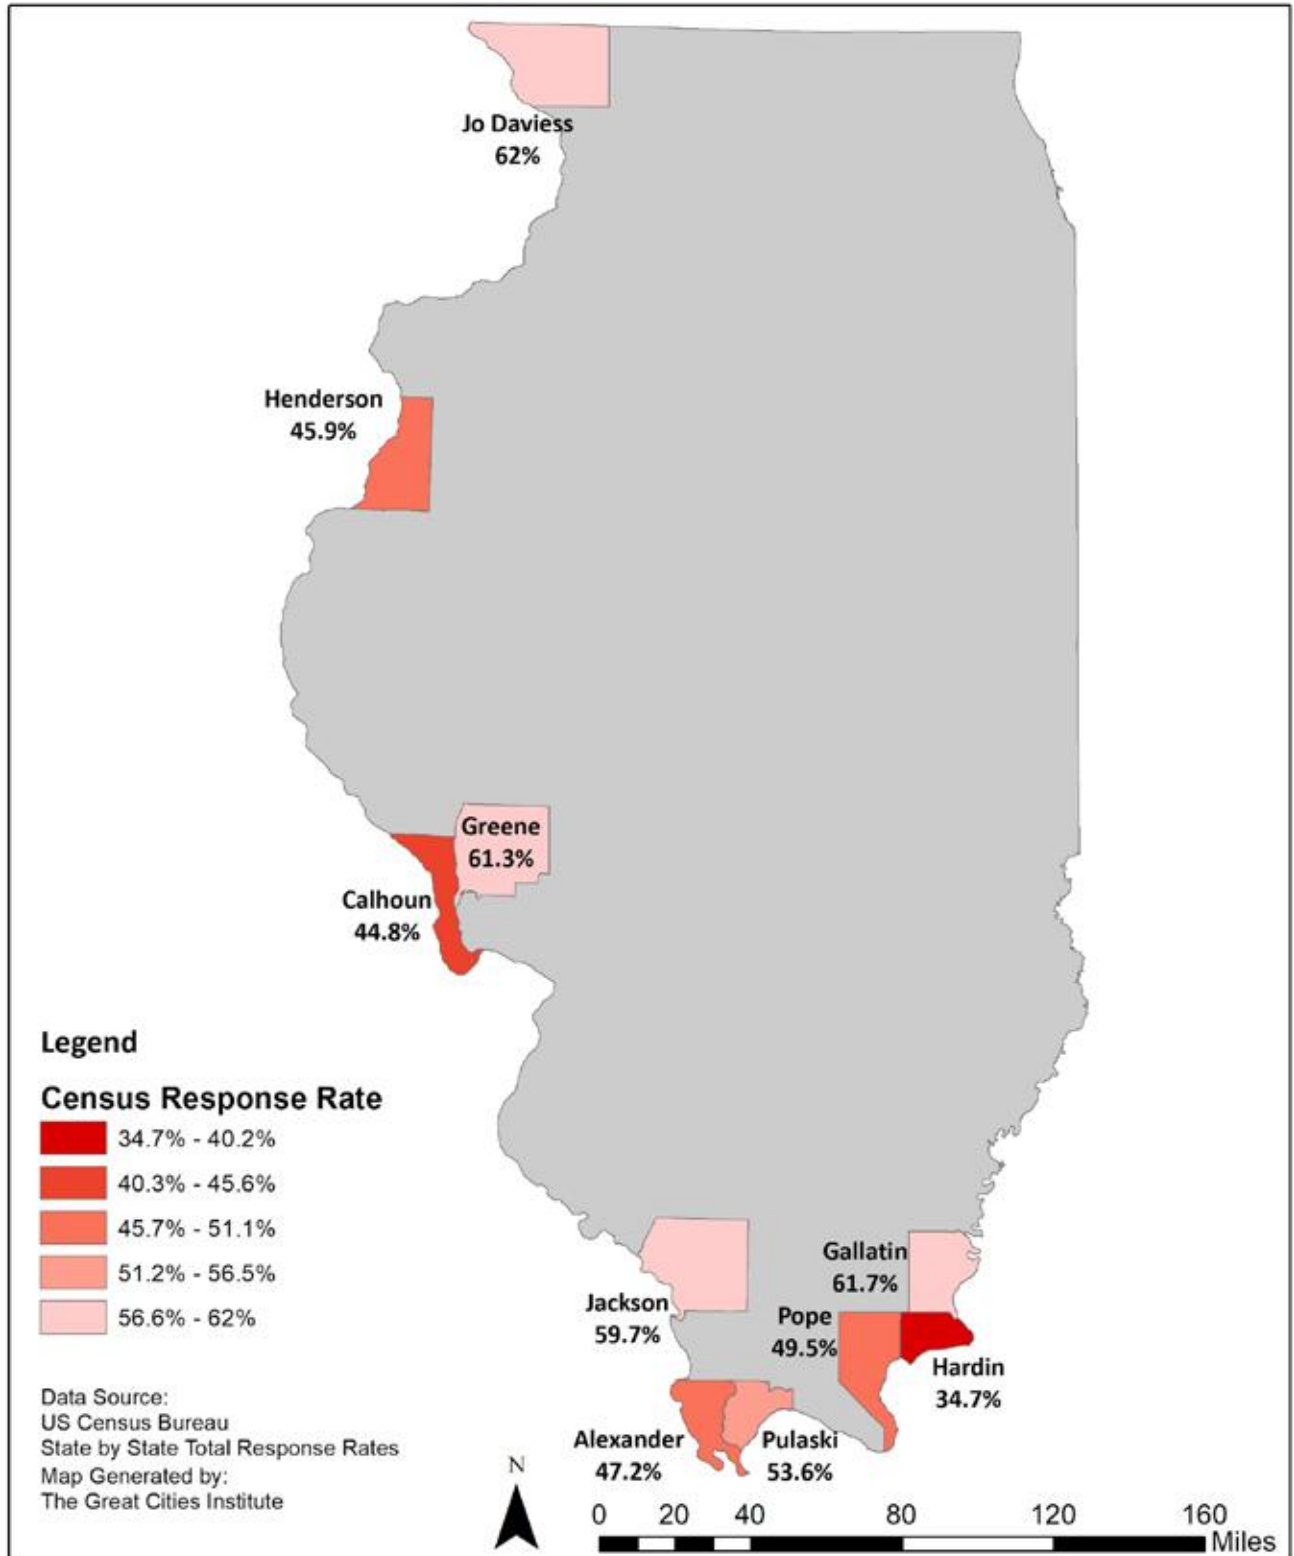 Jo Daviess
62%
Henderson
45.9%
Greene
61.3%
Calhoun
44.8%
Legend
Census Response Rate
34.7% - 40.2%
40.3% - 45.6%
45.7% - 51.1%
51.2% - 56.5%
56.6% - 62%
Gallatin
61.7%
Jackson
59.7%
Pope
49.5%
Hardin
34.7%
Alexander
47.2%
Pulaski
53.6%
Data Source:
US Census Bureau
State by State Total Response Rates
Map Generated by:
The Great Cities Institute
N
0 20 40 80 120 160
Miles